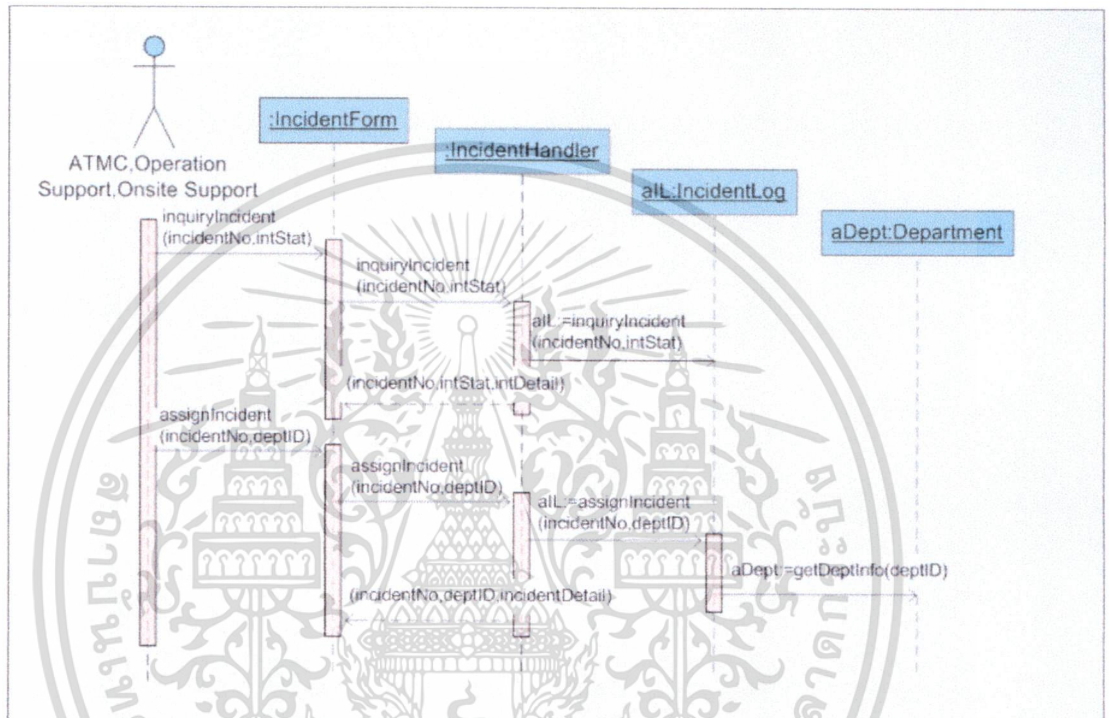 :IncidentForm
:IncidentHandler
aIL:IncidentLog
aDept:Department
ATMC,Operation
Support,Onsite Support
inquiryIncident
(incidentNo,intStat)
inquiryIncident
(incidentNo,intStat)
aIL:=inquiryIncident
(incidentNo,intStat)
(incidentNo,intStat,intDetail)
assignIncident
(incidentNo,deptID)
assignIncident
(incidentNo,deptID)
aIL:=assignIncident
(incidentNo,deptID)
aDept:=getDeptInfo(deptID)
(incidentNo,deptID,incidentDetail)